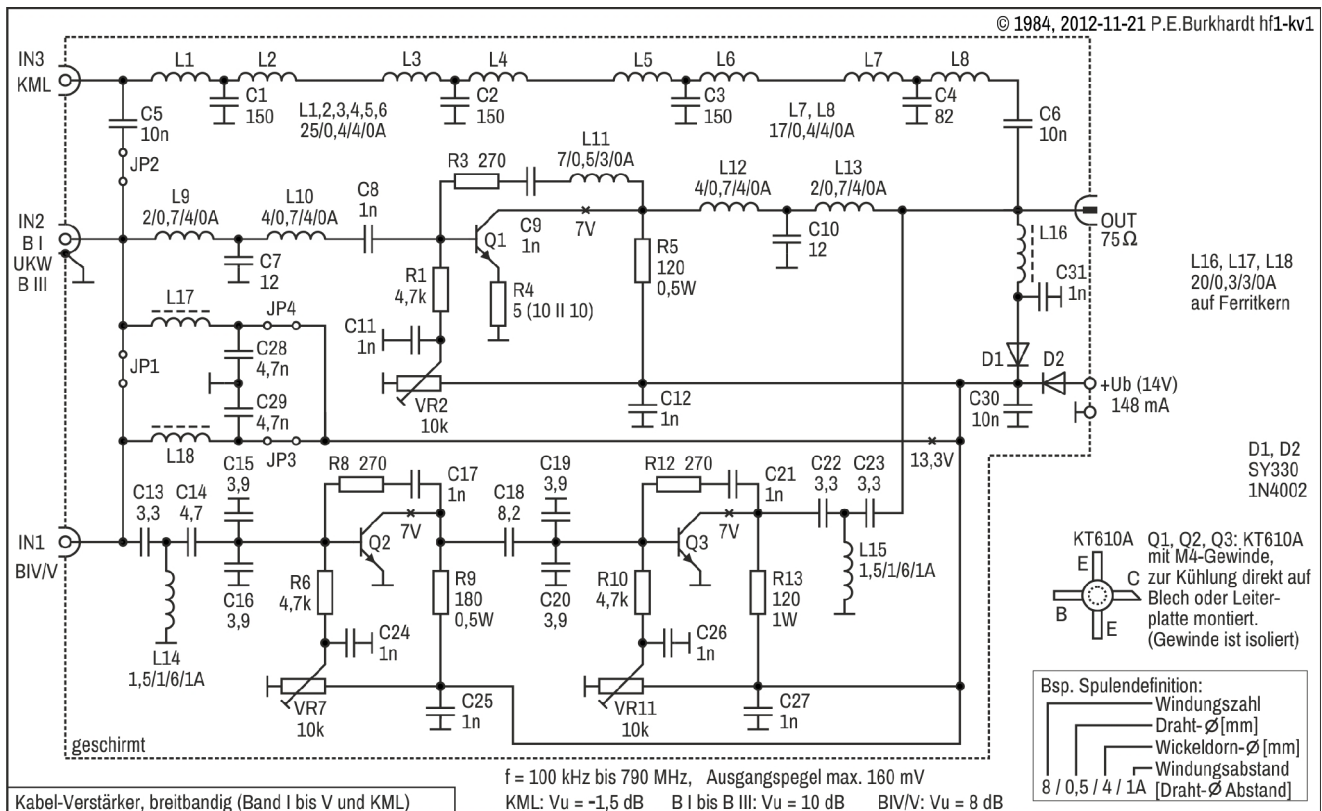 © 1984, 2012-11-21 P.E.Burkhardt hf1-kv1
IN3
KML
L1
L2
L3
L4
L5
L6
L7
L8
C1
150
L1,2,3,4,5,6
25/0,4/4/0A
C2
150
C3
150
L7, L8
17/0,4/4/0A
C4
82
C5
10n
C6
10n
JP2
R3 270
L11
7/0,5/3/0A
L9
2/0,7/4/0A
L10
4/0,7/4/0A
C8
1n
C9
1n
7V
L12
4/0,7/4/0A
L13
2/0,7/4/0A
IN2
B I
UKW
B III
OUT
75Ω
Q1
C7
12
R1
4,7k
R4
5 (10 II 10)
R5
120
0,5W
C10
12
L16
C31
1n
L16, L17, L18
20/0,3/3/0A
auf Ferritkern
L17
JP4
C11
1n
JP1
C28
4,7n
C29
4,7n
VR2
10k
C12
1n
D1
D2
C30
10n
+Ub (14V)
148 mA
L18
JP3
13,3V
D1, D2
SY330
1N4002
C13
3,3
C14
4,7
C15
3,9
R8 270
C17
1n
C18
8,2
C19
3,9
R12 270
C21
1n
C22
3,3
C23
3,3
7V
7V
IN1
BIV/V
Q2
Q3
C16
3,9
R6
4,7k
R9
180
0,5W
C20
3,9
R10
4,7k
R13
120
1W
L15
1,5/1/6/1A
L14
1,5/1/6/1A
C24
1n
C26
1n
VR7
10k
C25
1n
VR11
10k
C27
1n
KT610A
E
C
B
E
Q1, Q2, Q3: KT610A
mit M4-Gewinde,
zur Kühlung direkt auf
Blech oder Leiter-
platte montiert.
(Gewinde ist isoliert)
Bsp. Spulendefinition:
Windungszahl
Draht-Ø[mm]
Wickeldorn-Ø[mm]
Windungsabstand
8 / 0,5 / 4 / 1A [Draht-Ø Abstand]
geschirmt
f = 100 kHz bis 790 MHz, Ausgangspegel max. 160 mV
Kabel-Verstärker, breitbandig (Band I bis V und KML)
KML: Vu = -1,5 dB B I bis B III: Vu = 10 dB BIV/V: Vu = 8 dB